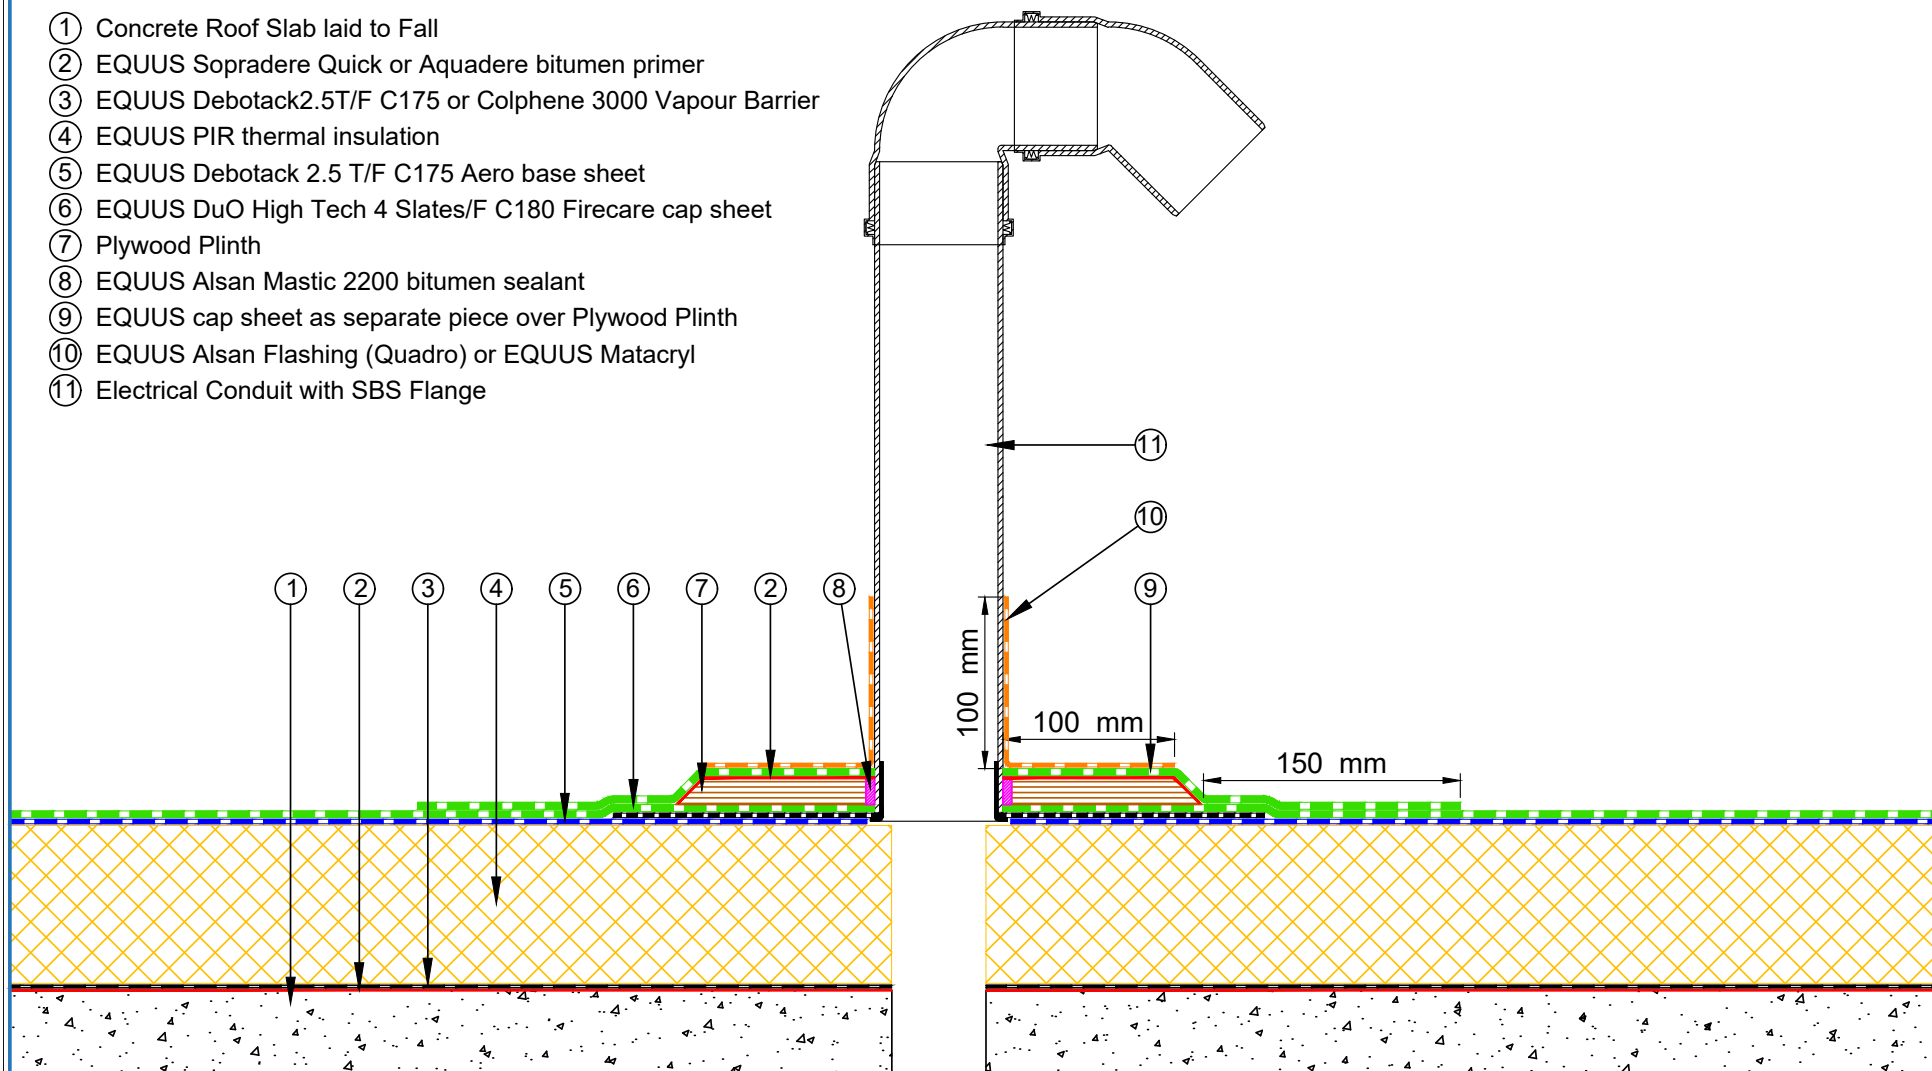 1 Concrete Roof Slab laid to Fall
2 EQUUS Sopradere Quick or Aquadere bitumen primer
3 EQUUS Debotack2.5T/F C175 or Colphene 3000 Vapour Barrier
4 EQUUS PIR thermal insulation
5 EQUUS Debotack 2.5 T/F C175 Aero base sheet
6 EQUUS DuO High Tech 4 Slates/F C180 Firecare cap sheet
7 Plywood Plinth
8 EQUUS Alsan Mastic 2200 bitumen sealant
9 EQUUS cap sheet as separate piece over Plywood Plinth
10 EQUUS Alsan Flashing (Quadro) or EQUUS Matacryl
11 Electrical Conduit with SBS Flange
11
10
1 2 3 4 5 6 7 2 8 9
100 mm
100 mm
150 mm